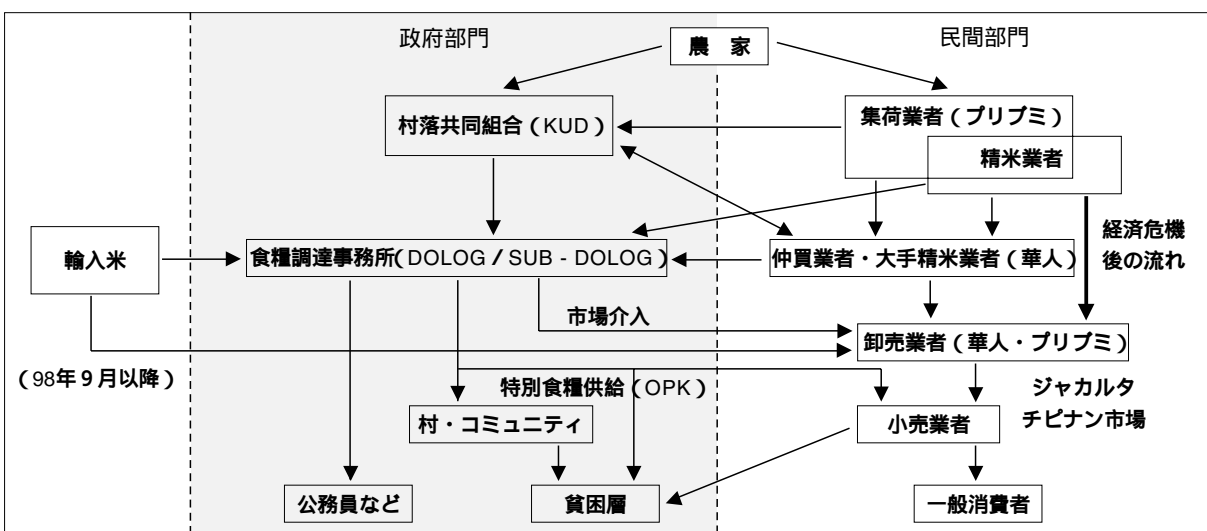 政府部門
農　家
民間部門
村落共同組合（KUD）
集荷業者（プリブミ）
精米業者
輸入米
食糧調達事務所（DOLOG / SUB - DOLOG）
仲買業者・大手精米業者（華人）
経済危機
後の流れ
市場介入
卸売業者（華人・プリブミ）
（98年９月以降）
特別食糧供給（OPK）
ジャカルタ
チピナン市場
村・コミュニティ
小売業者
公務員など
貧困層
一般消費者